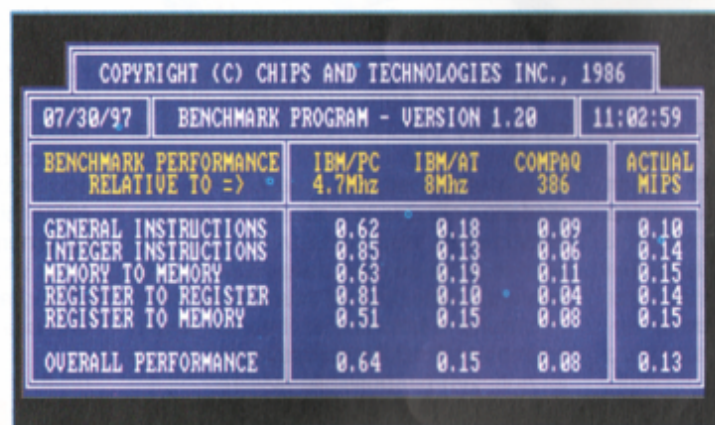 COPYRIGHT (C) CHIPS AND TECHNOLOGIES INC., 1986
07/30/97 BENCHMARK PROGRAM - VERSION 1.20 11:02:59
BENCHMARK PERFORMANCE IBM/PC IBM/AT COMPAQ ACTUAL
RELATIVE TO => 4.7Mhz 8Mhz 386 MIPS
GENERAL INSTRUCTIONS 0.62 0.18 0.09 0.10
INTEGER INSTRUCTIONS 0.85 0.13 0.06 0.14
MEMORY TO MEMORY 0.63 0.19 0.11 0.15
REGISTER TO REGISTER 0.81 0.10 0.04 0.14
REGISTER TO MEMORY 0.51 0.15 0.08 0.15
OVERALL PERFORMANCE 0.64 0.15 0.08 0.13